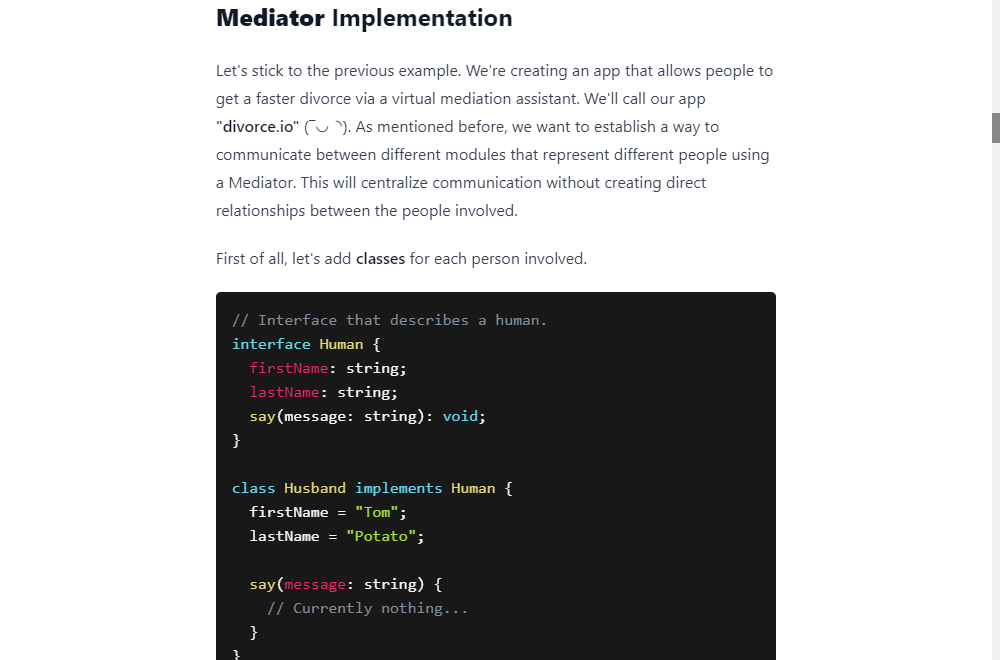 Mediator Implementation
Let's stick to the previous example. We're creating an app that allows people to
get a faster divorce via a virtual mediation assistant. We'll call our app
"divorce.io" (‾◡ ◝). As mentioned before, we want to establish a way to
communicate between different modules that represent different people using
a Mediator. This will centralize communication without creating direct
relationships between the people involved.
First of all, let's add classes for each person involved.
// Interface that describes a human.
interface Human {
  firstName: string;
  lastName: string;
  say(message: string): void;
}
class Husband implements Human {
  firstName = "Tom";
  lastName = "Potato";
  say(message: string) {
    // Currently nothing...
  }
}